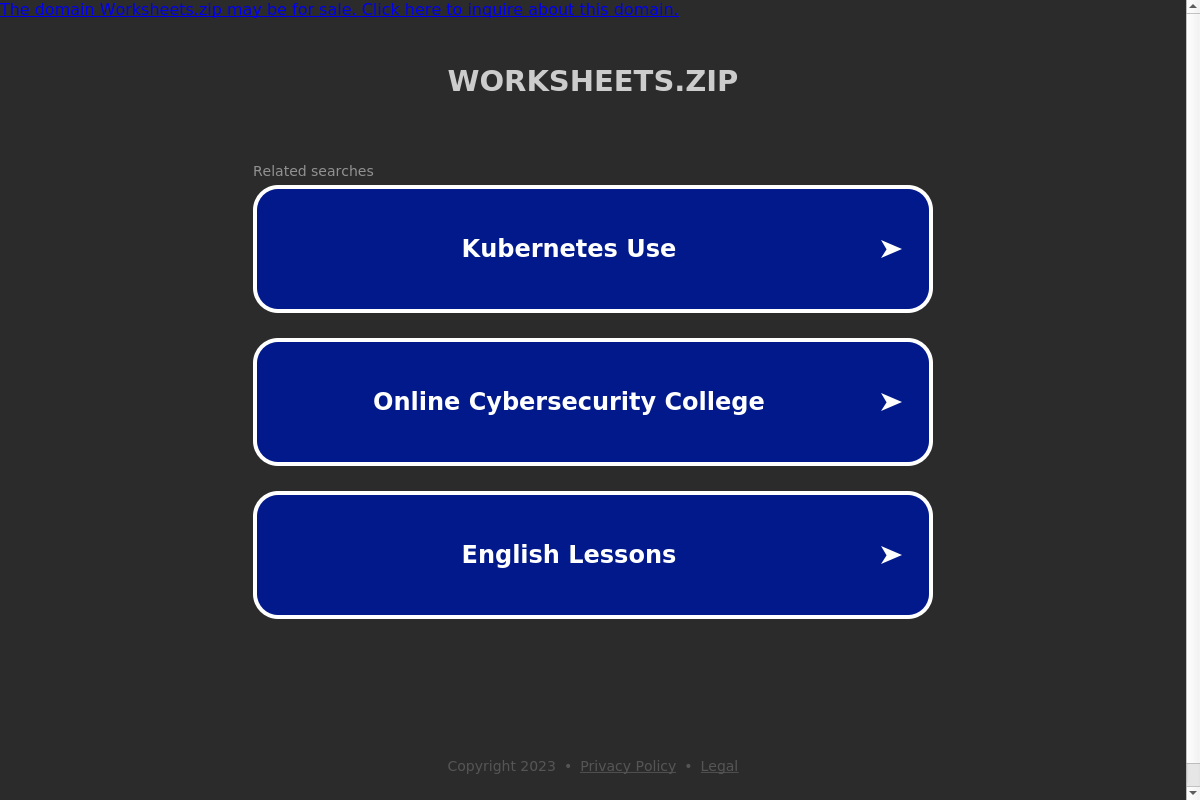 The domain Worksheets.zip may be for sale. Click here to inquire about this domain.
WORKSHEETS.ZIP
Related searches
Kubernetes Use
Online Cybersecurity College
English Lessons
Copyright 2023 • Privacy Policy • Legal